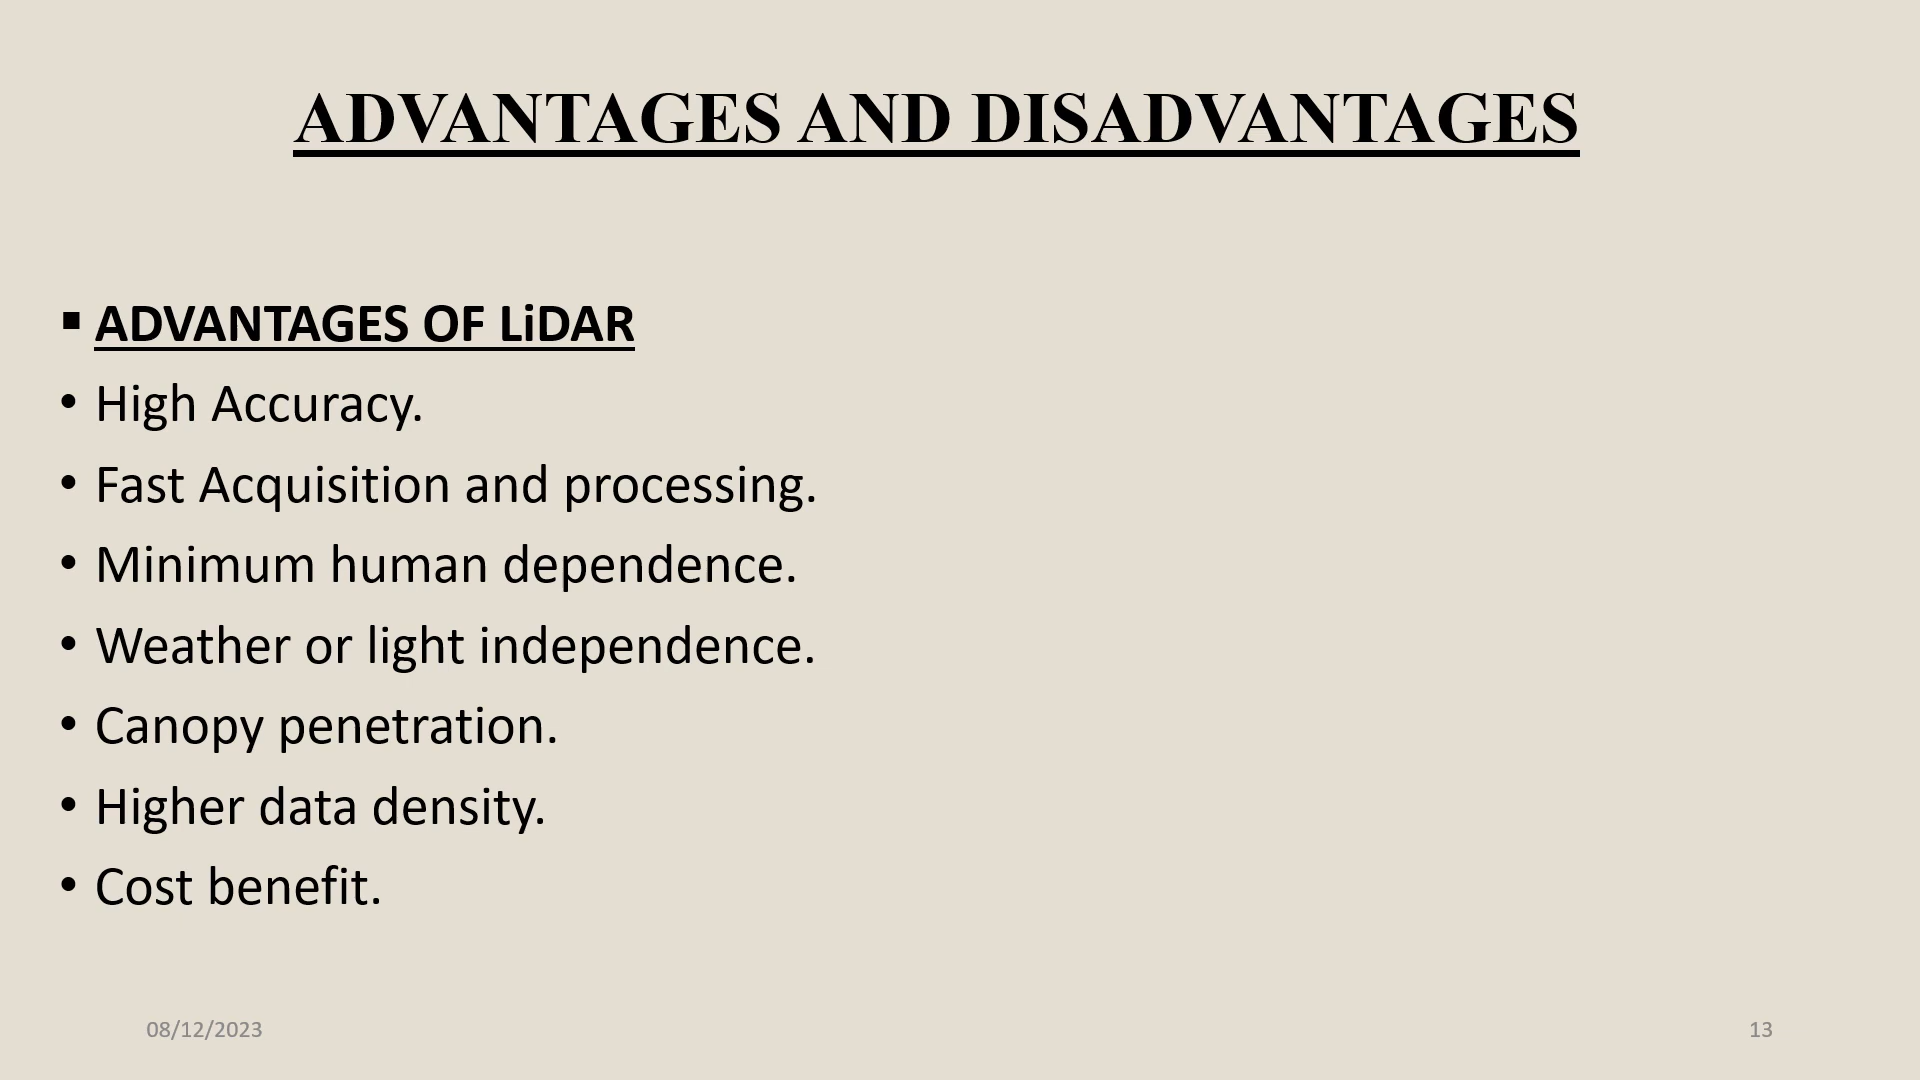 ADVANTAGES AND DISADVANTAGES
▪ ADVANTAGES OF LiDAR
• High Accuracy.
• Fast Acquisition and processing.
• Minimum human dependence.
• Weather or light independence.
• Canopy penetration.
• Higher data density.
• Cost benefit.
08/12/2023
13